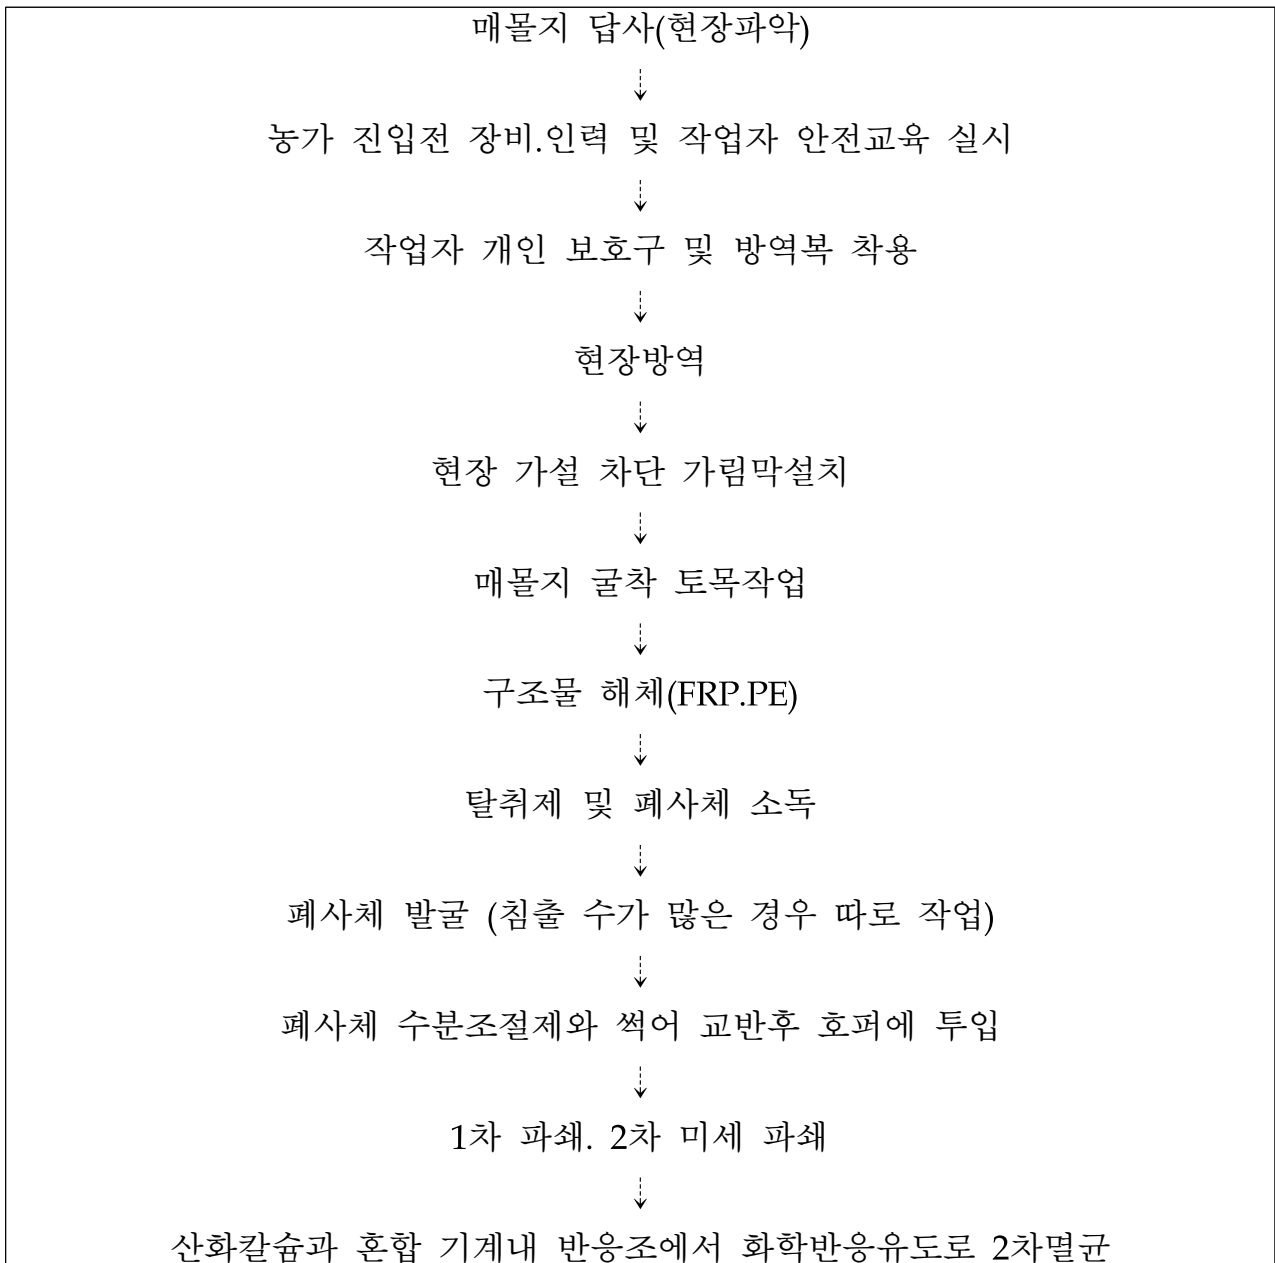 매몰지 답사(현장파악)
농가 진입전 장비.인력 및 작업자 안전교육 실시
작업자 개인 보호구 및 방역복 착용
현장방역
현장 가설 차단 가림막설치
매몰지 굴착 토목작업
구조물 해체(FRP.PE)
탈취제 및 폐사체 소독
폐사체 발굴 (침출 수가 많은 경우 따로 작업)
폐사체 수분조절제와 썩어 교반후 호퍼에 투입
1차 파쇄. 2차 미세 파쇄
산화칼슘과 혼합 기계내 반응조에서 화학반응유도로 2차멸균